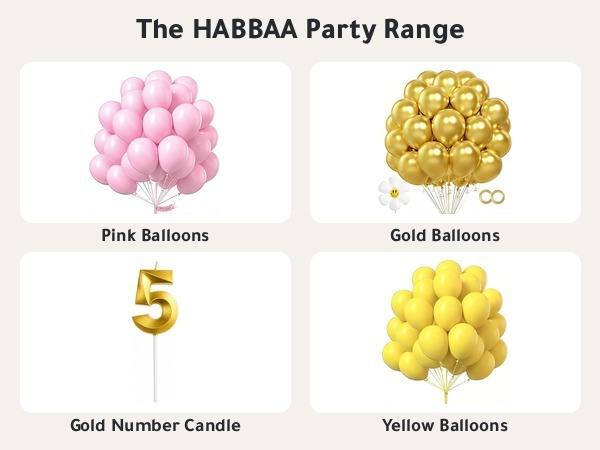 The HABBAA Party Range
Pink Balloons
Gold Balloons
5
Gold Number Candle
Yellow Balloons